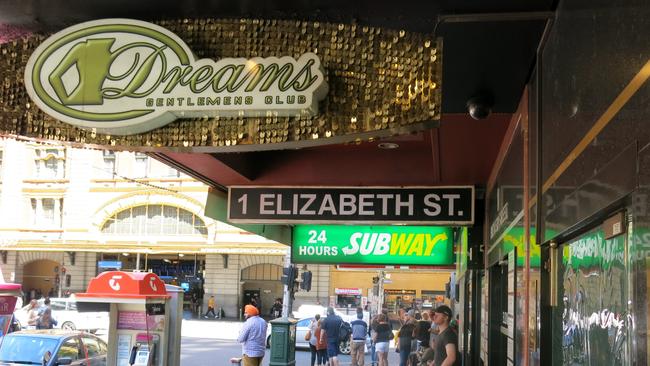 Dreams
GENTLEMENS CLUB
1 ELIZABETH ST.
24
HOURS
SUBWAY